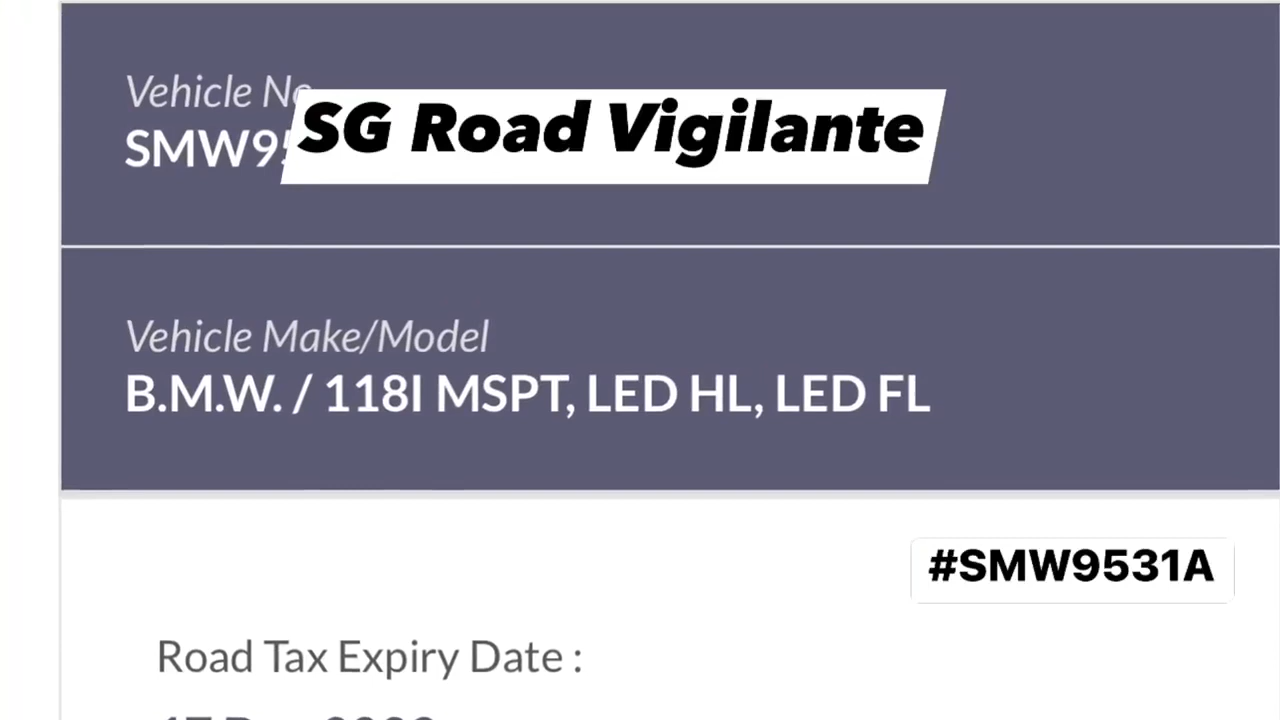 Vehicle No
SMW9
SG Road Vigilante
Vehicle Make/Model
B.M.W. / 118I MSPT, LED HL, LED FL
#SMW9531A
Road Tax Expiry Date :